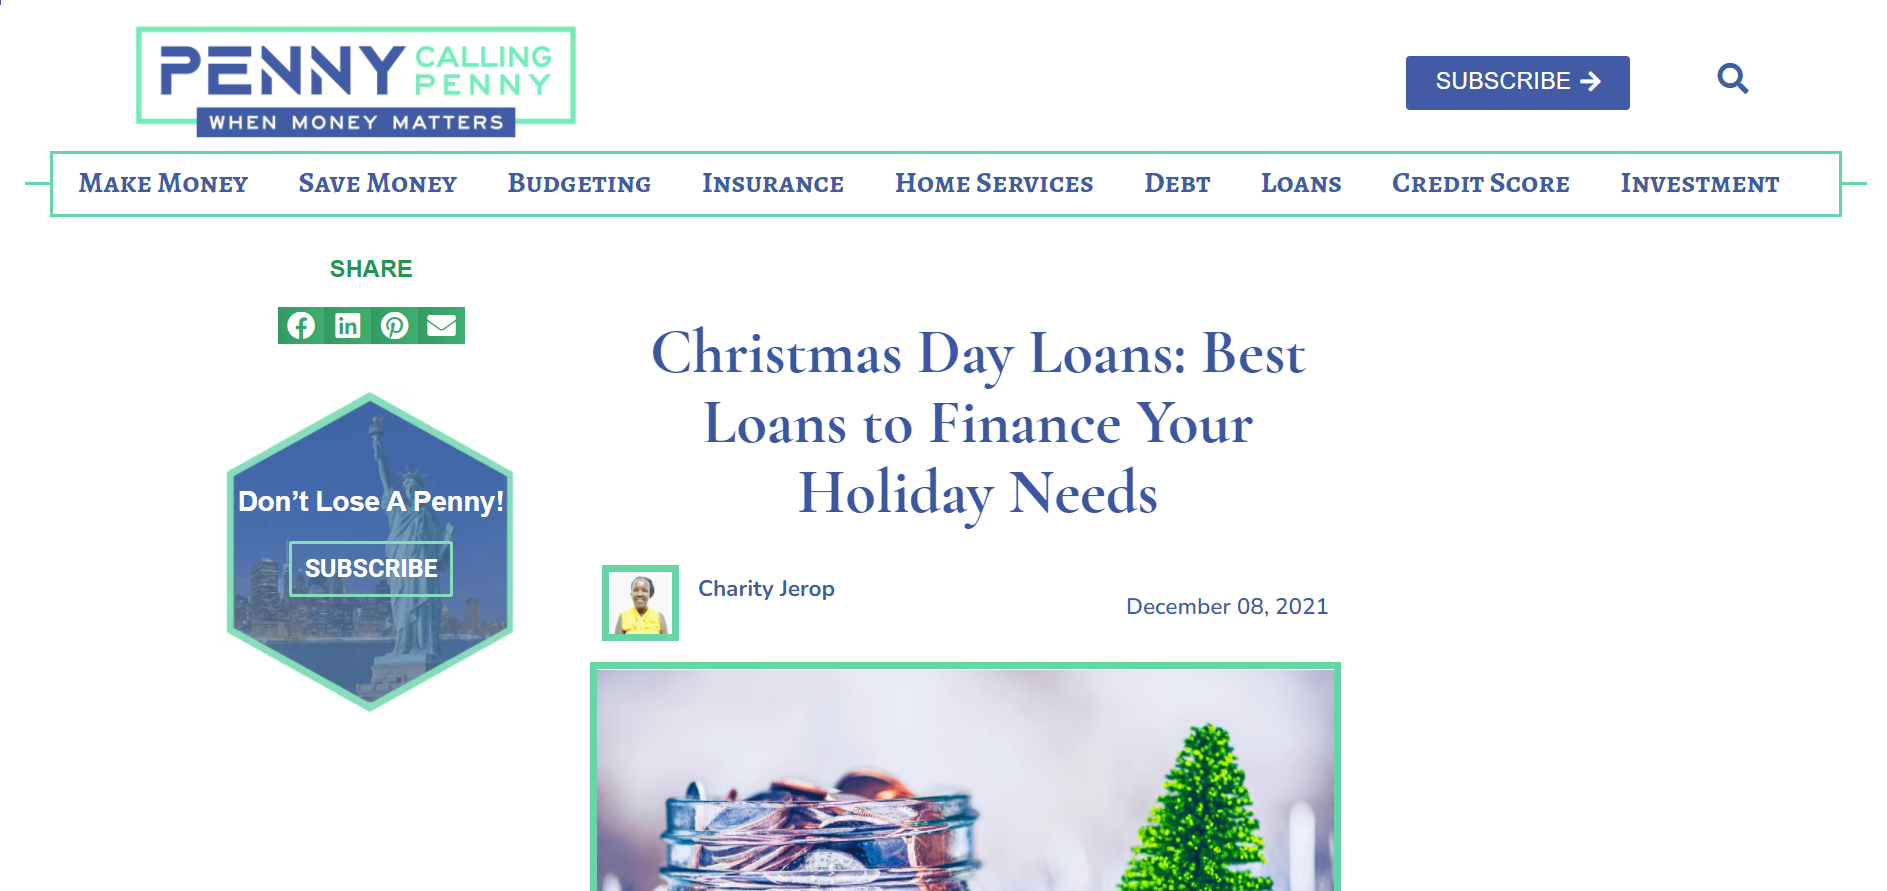 PENNY CALLING PENNY
WHEN MONEY MATTERS
SUBSCRIBE
Make Money Save Money Budgeting Insurance Home Services Debt Loans Credit Score Investment
SHARE
Christmas Day Loans: Best
Loans to Finance Your
Holiday Needs
Don’t Lose A Penny!
SUBSCRIBE
Charity Jerop
December 08, 2021